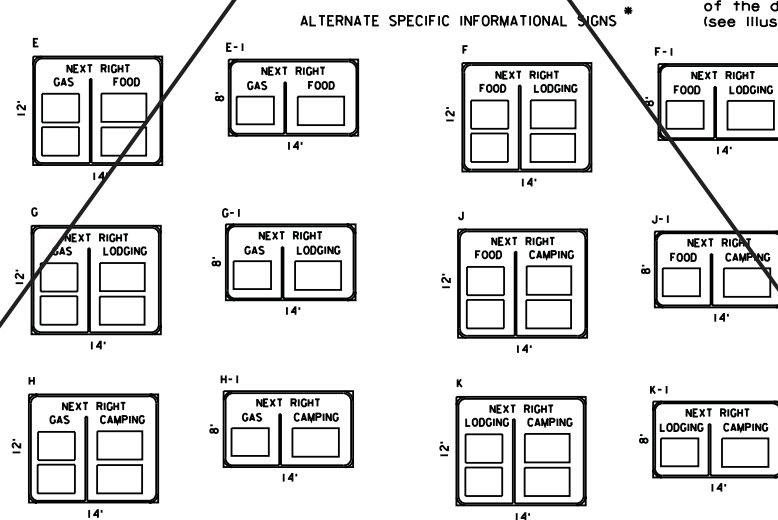 of the d
ALTERNATE SPECIFIC INFORMATIONAL SIGNS *
(see Illus
E
NEXT RIGHT
GAS FOOD
12'
14'
E-1
NEXT RIGHT
GAS FOOD
8'
14'
F
NEXT RIGHT
FOOD LODGING
12'
14'
F-1
NEXT RIGHT
FOOD LODGING
8'
14'
G
NEXT RIGHT
GAS LODGING
12'
14'
G-1
NEXT RIGHT
GAS LODGING
8'
14'
J
NEXT RIGHT
FOOD CAMPING
12'
14'
J-1
NEXT RIGHT
FOOD CAMPING
8'
14'
H
NEXT RIGHT
GAS CAMPING
12'
14'
H-1
NEXT RIGHT
GAS CAMPING
8'
14'
K
NEXT RIGHT
LODGING CAMPING
12'
14'
K-1
NEXT RIGHT
LODGING CAMPING
8'
14'